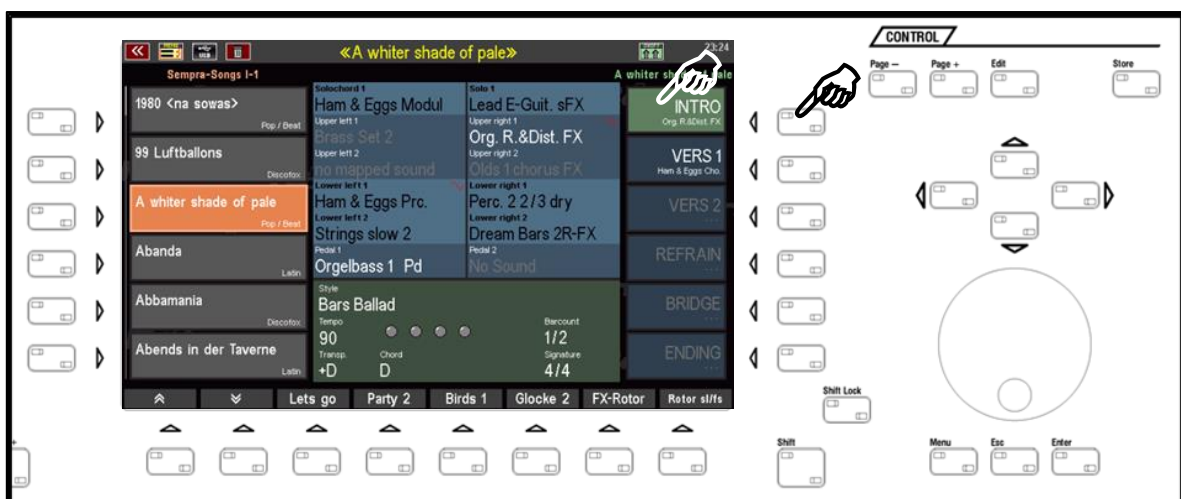 CONTROL
Page – Page + Edit Store
USB
«A whiter shade of pale»
23:24
Sempra-Songs I-1
A whiter shade of pale
1980 <na sowas>
Pop / Beat
99 Luftballons
Discofox
A whiter shade of pale
Pop / Beat
Abanda
Latin
Abbamania
Discofox
Abends in der Taverne
Latin
Solochord 1
Ham & Eggs Modul
Solo 1
Lead E-Guit. sFX
Upper left 1
Brass Set 2
Upper right 1
Org. R.&Dist. FX
Upper left 2
no mapped sound
Upper right 2
Olds 1chorus FX
Lower left 1
Ham & Eggs Prc.
Lower right 1
Perc. 2 2/3 dry
Lower left 2
Strings slow 2
Lower right 2
Dream Bars 2R-FX
Pedal 1
Orgelbass 1 Pd
Pedal 2
No Sound
Style
Bars Ballad
Tempo
90
Barcount
1/2
Transp.
+D
Chord
D
Signature
4/4
INTRO
Org. R.&Dist. FX
VERS 1
Ham & Eggs Cho.
VERS 2
...
REFRAIN
...
BRIDGE
...
ENDING
...
Lets go Party 2 Birds 1 Glocke 2 FX-Rotor Rotor sl/fs
Shift Lock
Shift
Menu Esc Enter
+